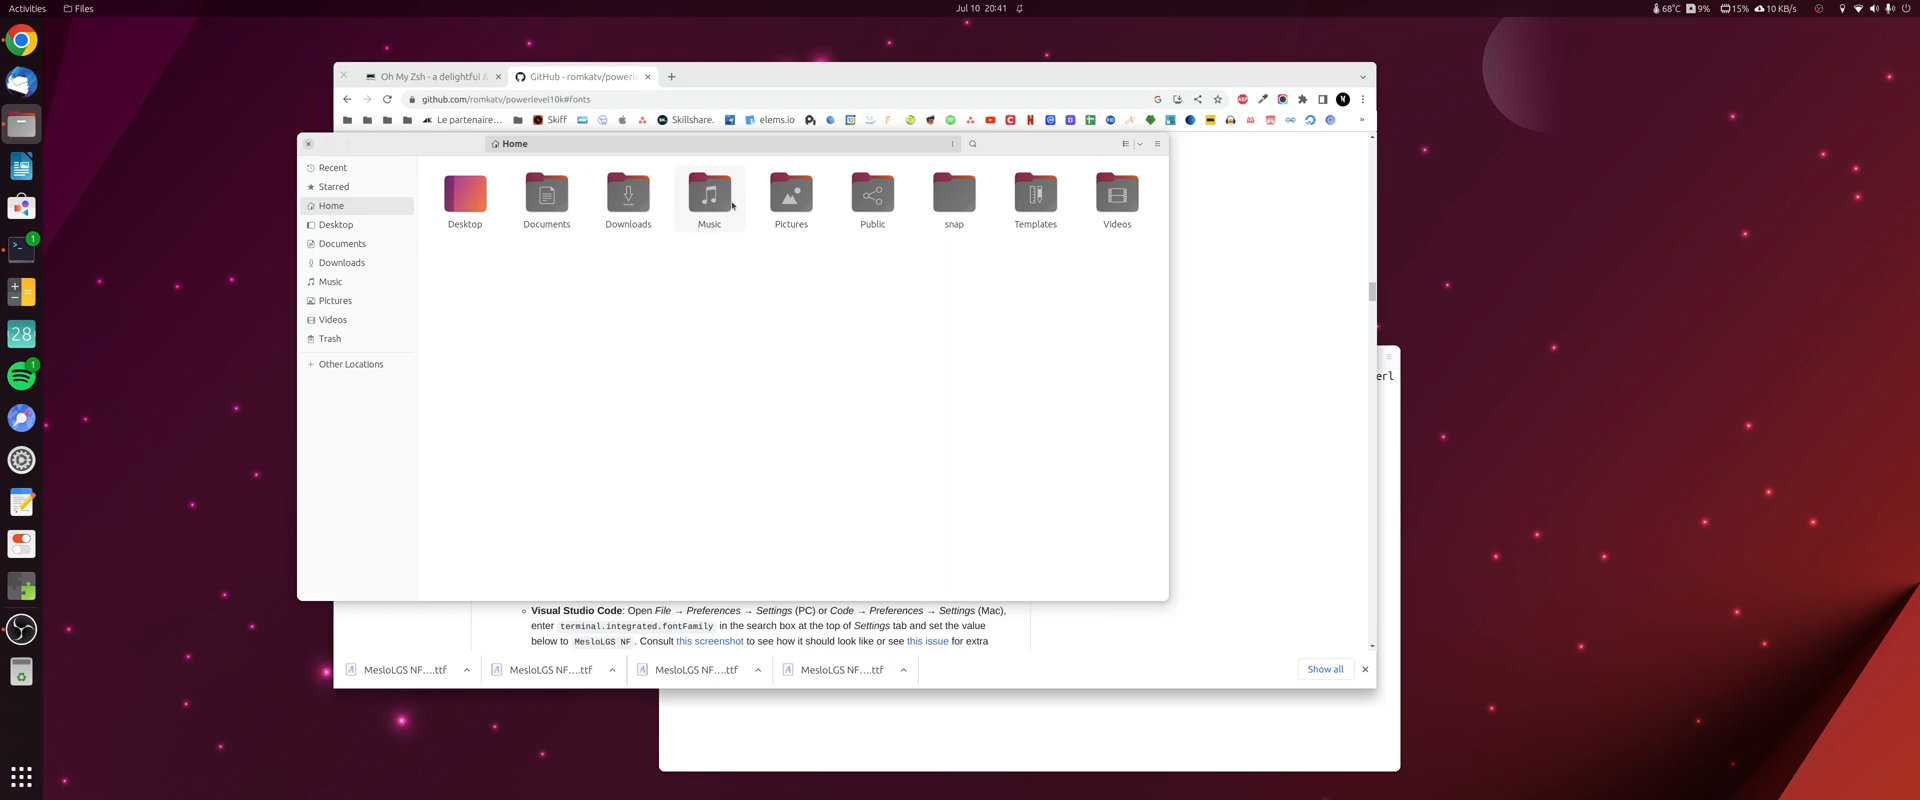 Activities Files Jul 10 20:41 68°C 9% 15% 10 KB/s
Oh My Zsh - a delightful & GitHub - romkatv/powerle
github.com/romkatv/powerlevel10k#fonts
Le partenaire... Skiff Skillshare. elems.io »
Home
Recent
Starred
Home
Desktop
Documents
Downloads
Music
Pictures
Videos
Trash
Other Locations
Desktop Documents Downloads Music Pictures Public snap Templates Videos
erl
1
28
1
Visual Studio Code: Open File → Preferences → Settings (PC) or Code → Preferences → Settings (Mac),
enter terminal.integrated.fontFamily in the search box at the top of Settings tab and set the value
below to MesloLGS NF. Consult this screenshot to see how it should look like or see this issue for extra
MesloLGS NF....ttf MesloLGS NF....ttf MesloLGS NF....ttf MesloLGS NF....ttf Show all